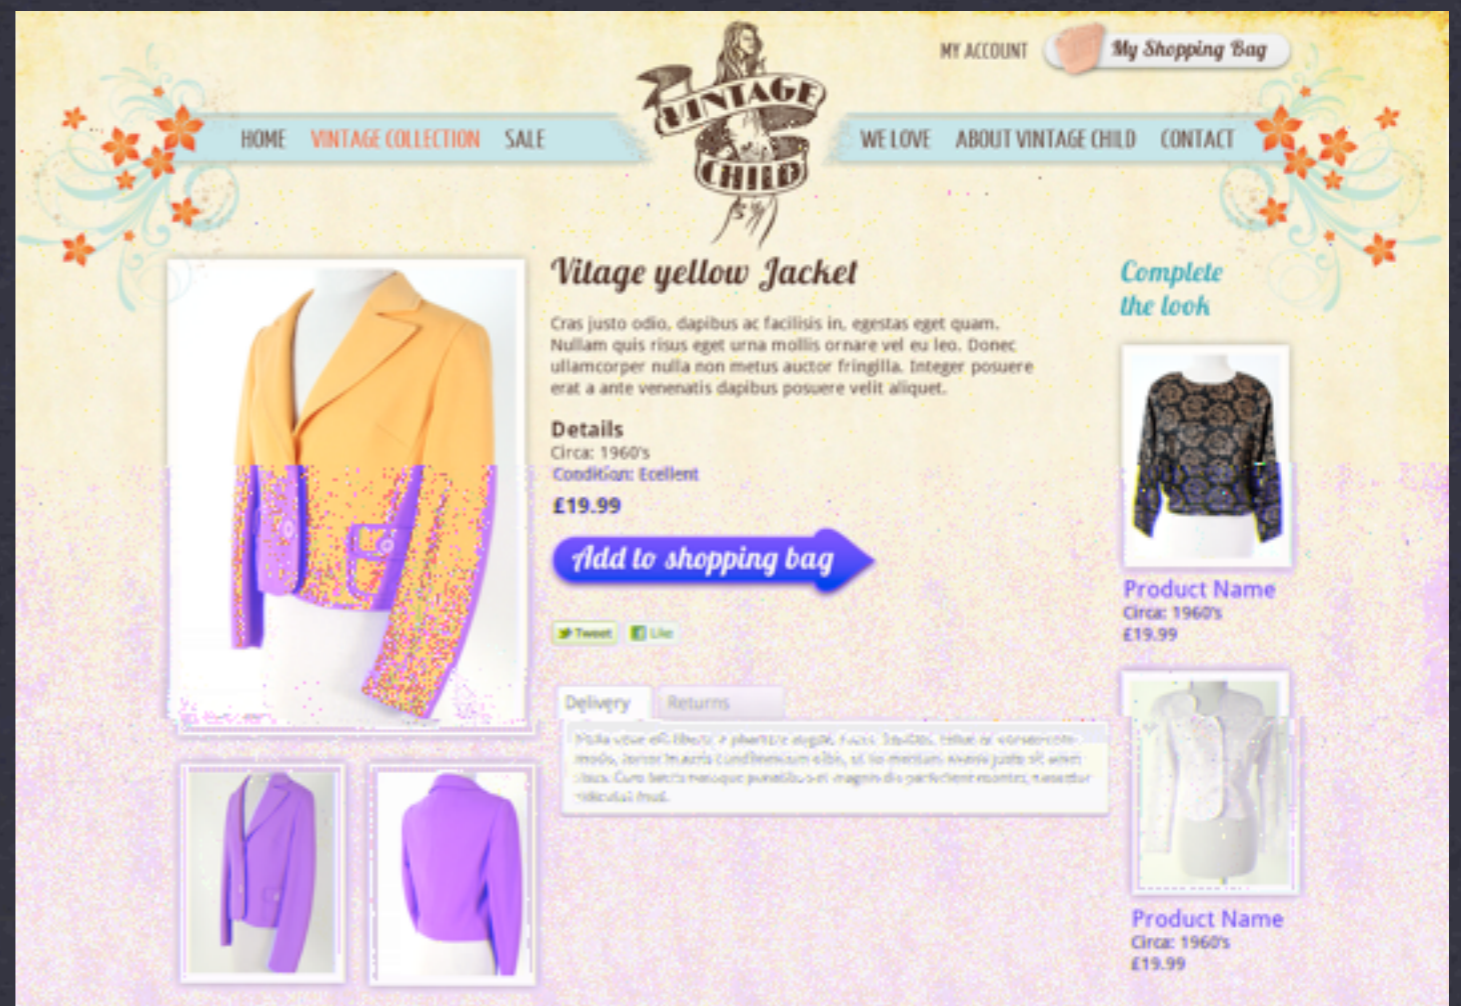 MY ACCOUNT
My Shopping Bag
VINTAGE
CHILD
HOME VINTAGE COLLECTION SALE
WE LOVE ABOUT VINTAGE CHILD CONTACT
Vitage yellow Jacket
Cras justo odio, dapibus ac facilisis in, egestas eget quam.
Nullam quis risus eget urna mollis ornare vel eu leo. Donec
ullamcorper nulla non metus auctor fringilla. Integer posuere
erat a ante venenatis dapibus posuere velit aliquet.
Details
Circa: 1960's
Condition: Ecellent
£19.99
Add to shopping bag
Tweet Like
Delivery Returns
Complete
the look
Product Name
Circa: 1960's
£19.99
Product Name
Circa: 1960's
£19.99